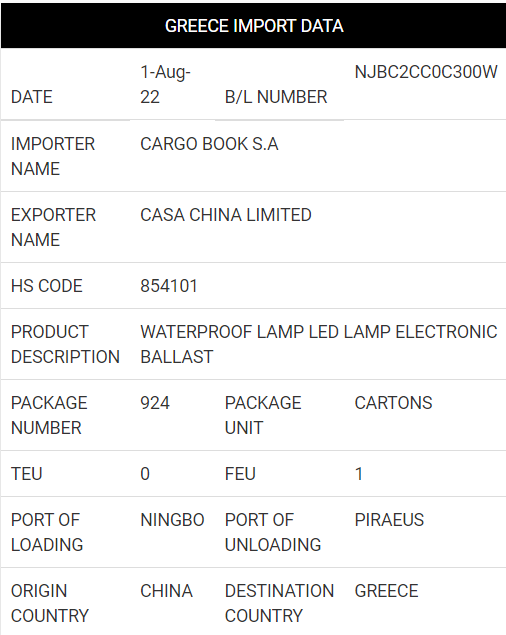 GREECE IMPORT DATA
DATE 1-Aug-22 B/L NUMBER NJBC2CC0C300W
IMPORTER NAME CARGO BOOK S.A
EXPORTER NAME CASA CHINA LIMITED
HS CODE 854101
PRODUCT DESCRIPTION WATERPROOF LAMP LED LAMP ELECTRONIC BALLAST
PACKAGE NUMBER 924 PACKAGE UNIT CARTONS
TEU 0 FEU 1
PORT OF LOADING NINGBO PORT OF UNLOADING PIRAEUS
ORIGIN COUNTRY CHINA DESTINATION COUNTRY GREECE